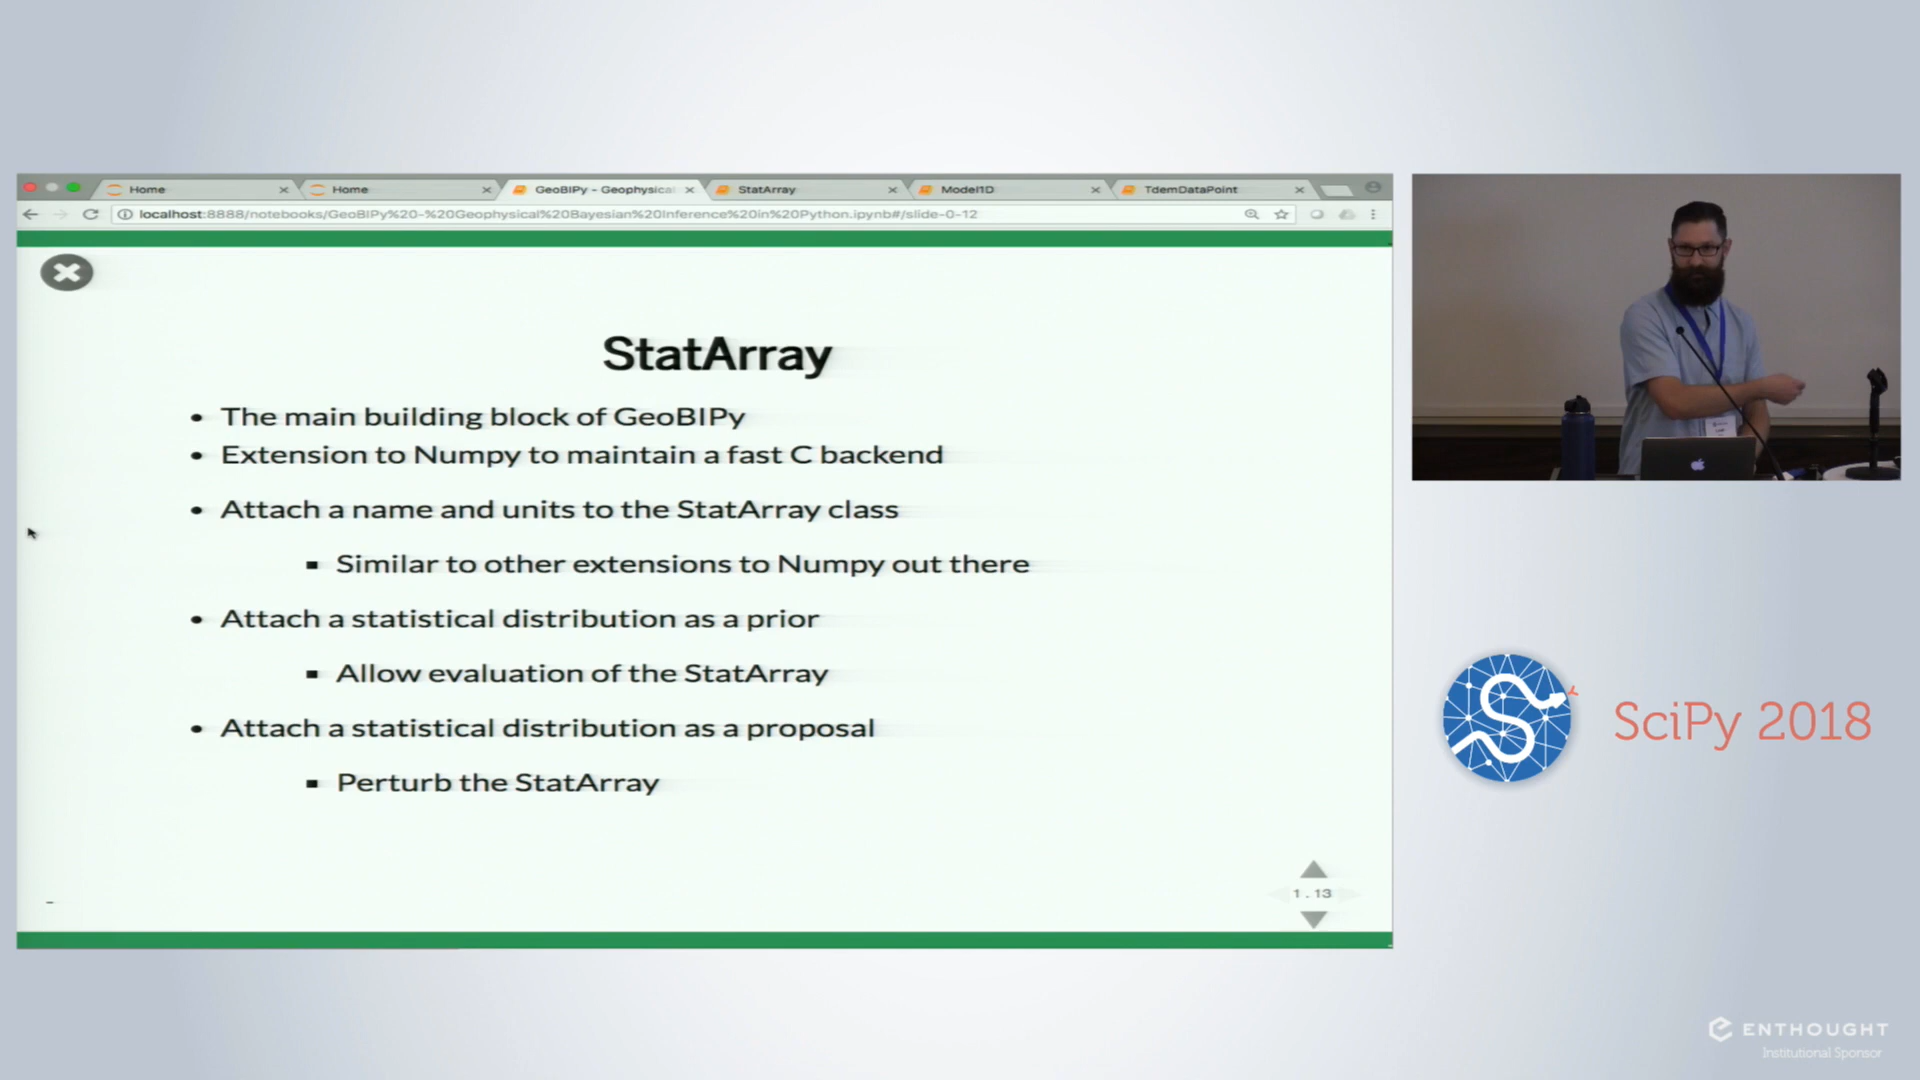 Home
Home
GeoBIPy - Geophysical
StatArray
Model1D
TdemDataPoint
localhost:8888/notebooks/GeoBIPy%20-%20Geophysical%20Bayesian%20Inference%20in%20Python.ipynb#/slide-0-12
StatArray
• The main building block of GeoBIPy
• Extension to Numpy to maintain a fast C backend
• Attach a name and units to the StatArray class
▪ Similar to other extensions to Numpy out there
• Attach a statistical distribution as a prior
▪ Allow evaluation of the StatArray
• Attach a statistical distribution as a proposal
▪ Perturb the StatArray
1 . 13
SciPy 2018
ENTHOUGHT
Institutional Sponsor